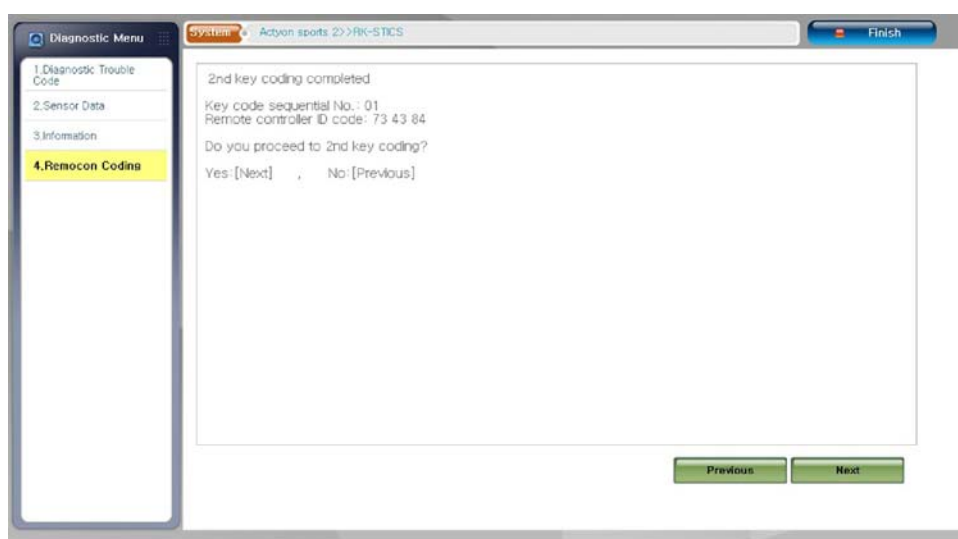 Diagnostic Menu
System
Actyon sports 2>>RK-STICS
Finish
1.Diagnostic Trouble
Code
2.Sensor Data
3.Information
4.Remocon Coding
2nd key coding completed
Key code sequential No.: 01
Remote controller ID code: 73 43 84
Do you proceed to 2nd key coding?
Yes:[Next] , No:[Previous]
Previous
Next